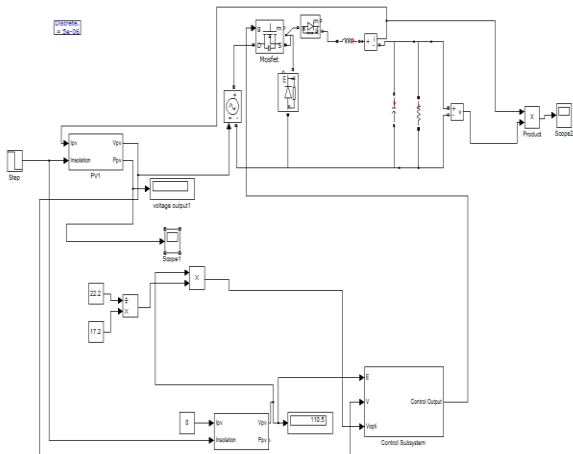 Discrete,
= 5e-06
g
D
S
Mosfet
m
i
+
-
+
-
+
-
v
Product
Scope2
Step
Ipv
Insolation
Vpv
Ppv
PV1
voltage output1
Scope1
22.2
17.2
÷
×
X
X
0
Ipv
Insolation
Vpv
Ppv
110.5
E
V
Vopti
Control Output
Control Subsystem